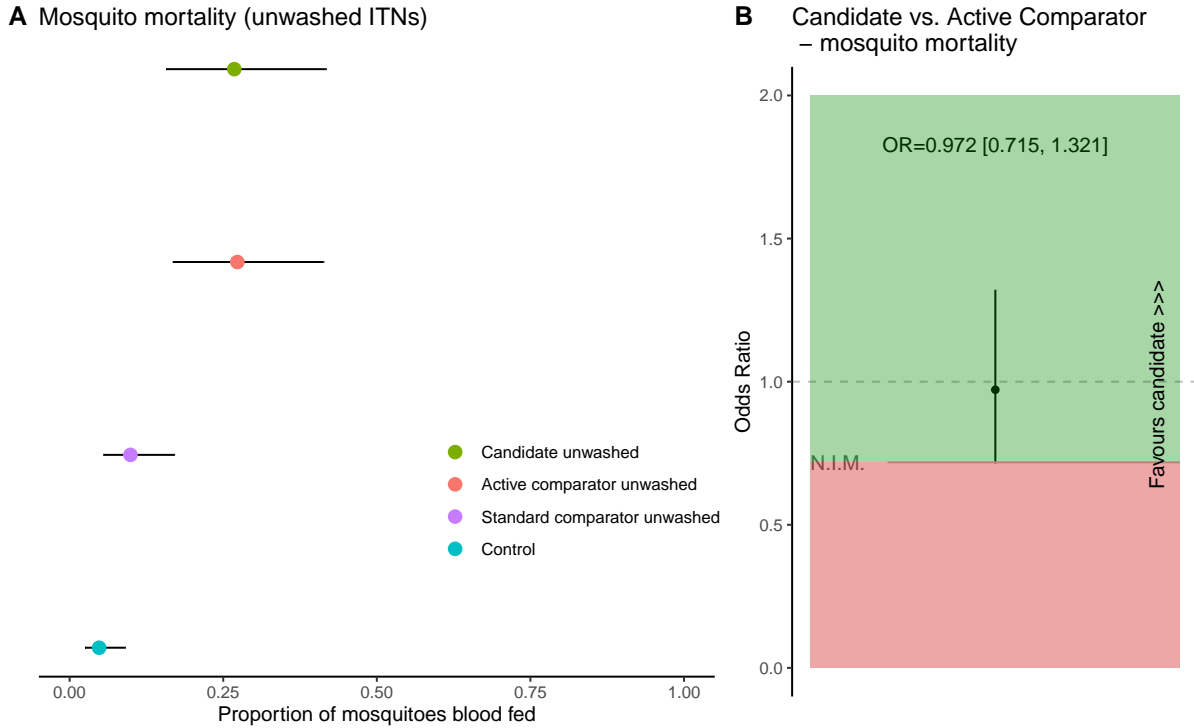 A Mosquito mortality (unwashed ITNs)
Candidate unwashed
Active comparator unwashed
Standard comparator unwashed
Control
0.00 0.25 0.50 0.75 1.00
Proportion of mosquitoes blood fed
B Candidate vs. Active Comparator
– mosquito mortality
2.0
OR=0.972 [0.715, 1.321]
1.5
1.0
N.I.M.
0.5
0.0
Odds Ratio
Favours candidate >>>